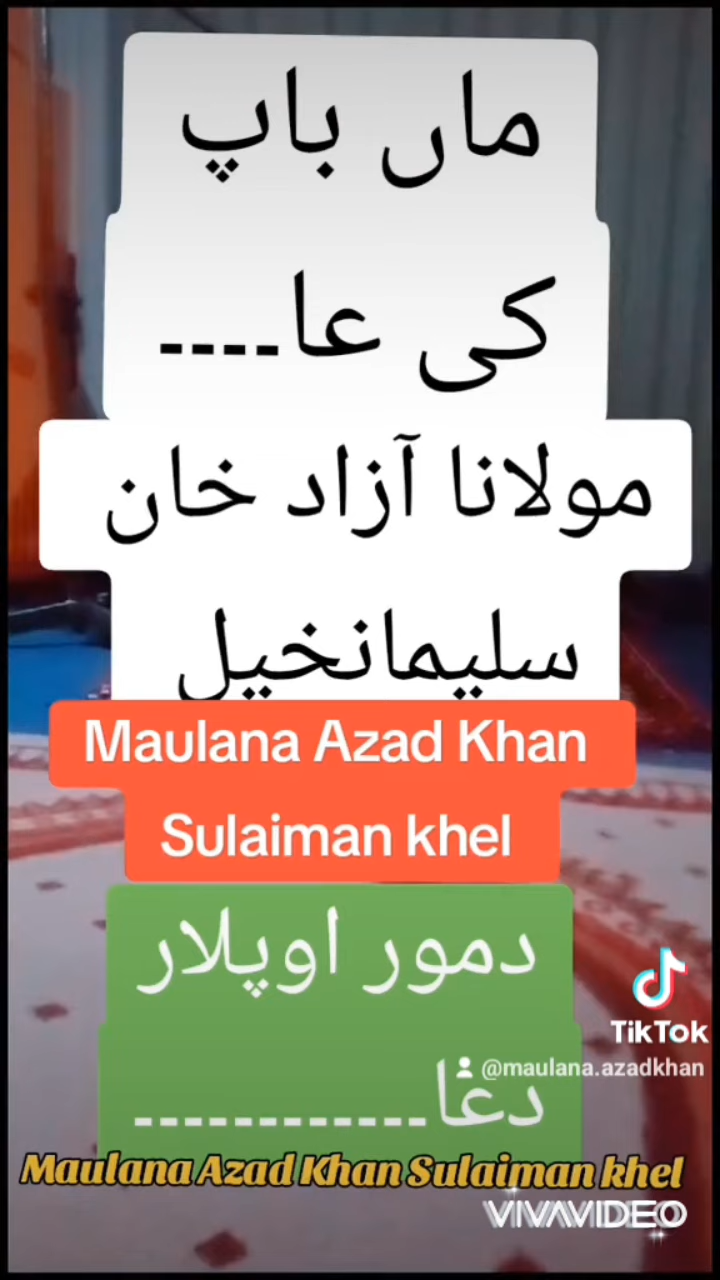 ماں باپ
کی عا----
مولانا آزاد خان
سلیمانخیل
Maulana Azad Khan
Sulaiman khel
دمور اوپلار
دعا------------
TikTok
@maulana.azadkhan
Maulana Azad Khan Sulaiman khel
VIVAVIDEO